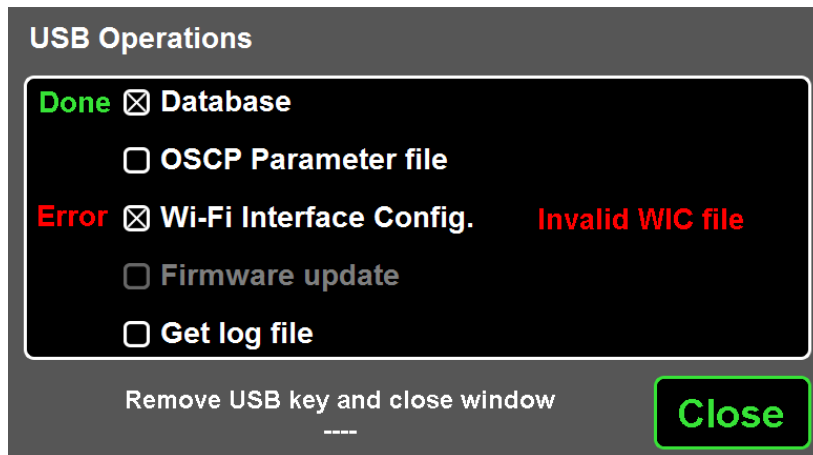 USB Operations
Done Database
OSCP Parameter file
Error Wi-Fi Interface Config. Invalid WIC file
Firmware update
Get log file
Remove USB key and close window
----
Close